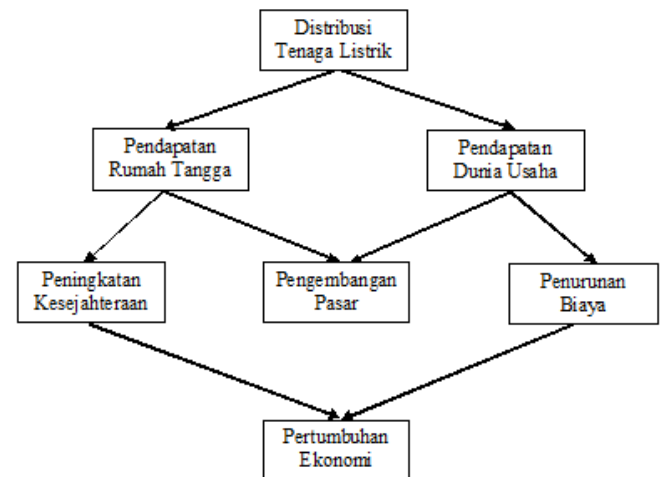 Distribusi
Tenaga Listrik
Pendapatan
Rumah Tangga
Pendapatan
Dunia Usaha
Peningkatan
Kesejahteraan
Pengembangan
Pasar
Penurunan
Biaya
Pertumbuhan
Ekonomi